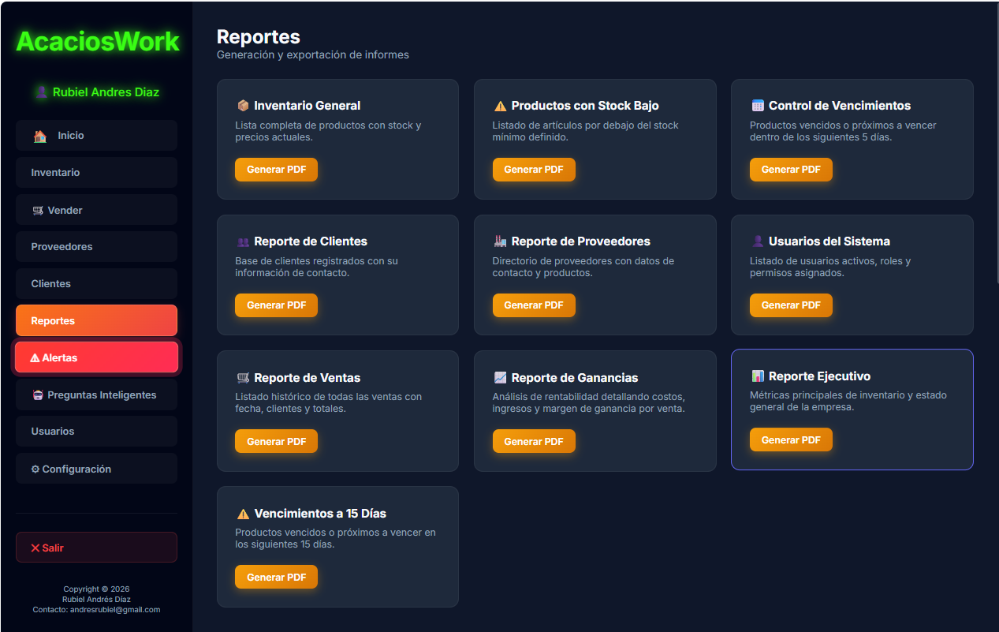 AcaciosWork
Rubiel Andres Diaz
Inicio
Inventario
Vender
Proveedores
Clientes
Reportes
Alertas
Preguntas Inteligentes
Usuarios
Configuración
Salir
Copyright © 2026
Rubiel Andrés Díaz
Contacto: andresrubiel@gmail.com
Reportes
Generación y exportación de informes
Inventario General
Lista completa de productos con stock y
precios actuales.
Generar PDF
Productos con Stock Bajo
Listado de artículos por debajo del stock
mínimo definido.
Generar PDF
Control de Vencimientos
Productos vencidos o próximos a vencer
dentro de los siguientes 5 días.
Generar PDF
Reporte de Clientes
Base de clientes registrados con su
información de contacto.
Generar PDF
Reporte de Proveedores
Directorio de proveedores con datos de
contacto y productos.
Generar PDF
Usuarios del Sistema
Listado de usuarios activos, roles y
permisos asignados.
Generar PDF
Reporte de Ventas
Listado histórico de todas las ventas con
fecha, clientes y totales.
Generar PDF
Reporte de Ganancias
Análisis de rentabilidad detallando costos,
ingresos y margen de ganancia por venta.
Generar PDF
Reporte Ejecutivo
Métricas principales de inventario y estado
general de la empresa.
Generar PDF
Vencimientos a 15 Días
Productos vencidos o próximos a vencer en
los siguientes 15 días.
Generar PDF